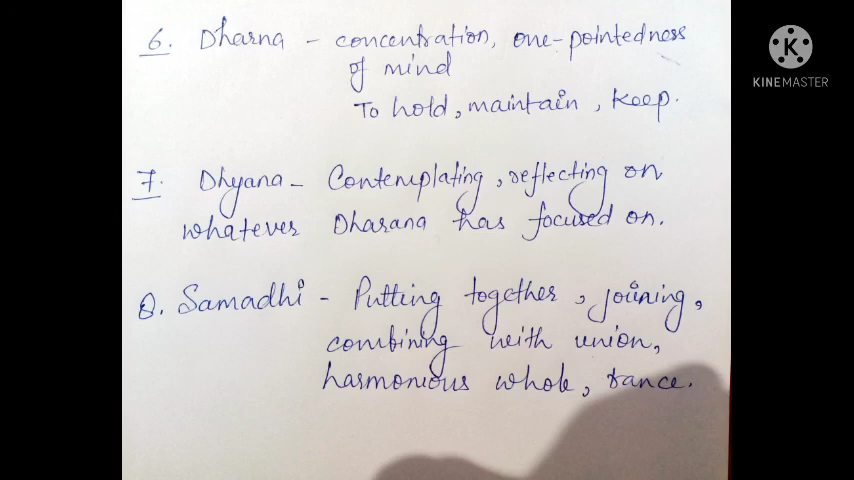 6. Dharna - concentration, one-pointedness
of mind
To hold, maintain, keep.
7. Dhyana - Contemplating, reflecting on
whatever Dharana has focused on.
8. Samadhi - Putting together, joining,
combining with union,
harmonious whole, rance.
K
KINEMASTER